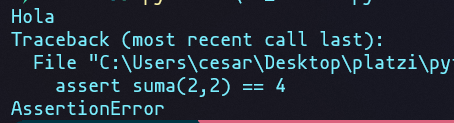 Hola
Traceback (most recent call last):
File "C:\Users\cesar\Desktop\platzi\py
assert suma(2,2) == 4
AssertionError